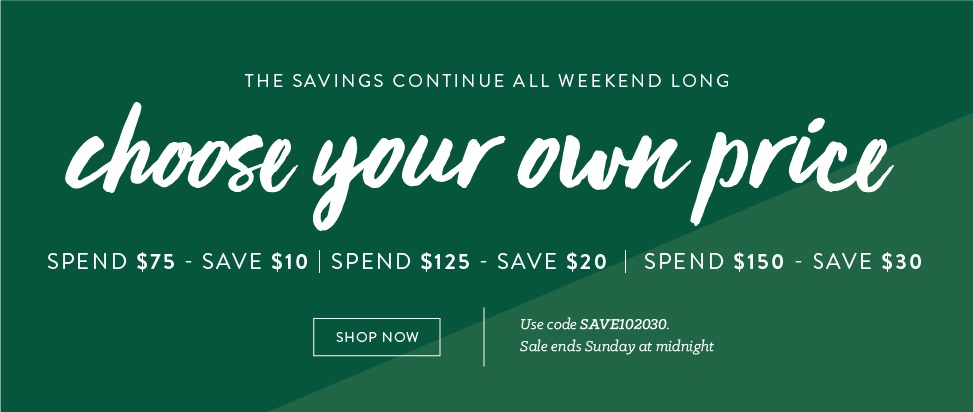 THE SAVINGS CONTINUE ALL WEEKEND LONG
choose your own price
SPEND $75 - SAVE $10 | SPEND $125 - SAVE $20 | SPEND $150 - SAVE $30
SHOP NOW
Use code SAVE102030.
Sale ends Sunday at midnight